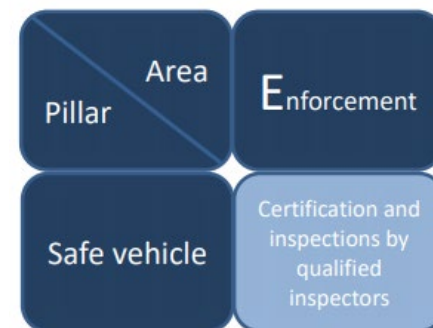 Area
Pillar
Enforcement
Safe vehicle
Certification and
inspections by
qualified
inspectors